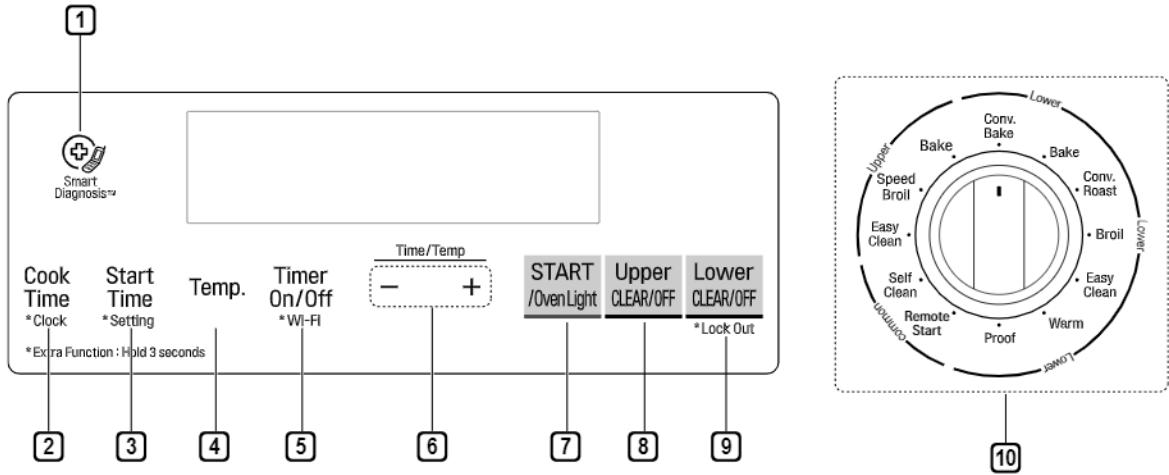 1
Smart
Diagnosis™
Time/Temp
Cook
Time
*Clock
Start
Time
*Setting
Temp.
Timer
On/Off
*Wi-Fi
−
+
START
/Oven Light
Upper
CLEAR/OFF
Lower
CLEAR/OFF
*Lock Out
*Extra Function : Hold 3 seconds
2
3
4
5
6
7
8
9
Lower
Conv.
Bake
Bake
Conv.
Roast
Lower
Broil
Easy
Clean
Warm
Lower
Proof
Remote
Start
common
Self
Clean
Easy
Clean
Speed
Broil
Upper
Bake
10